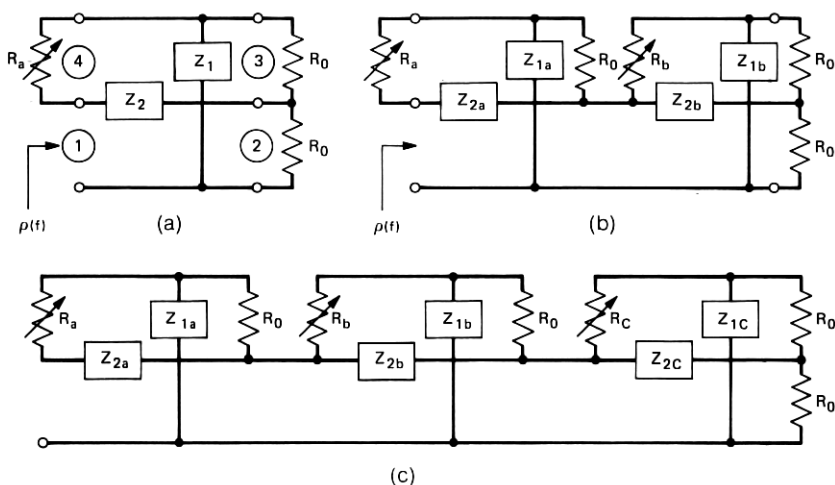 Ra 4 Z1 3 R0
Z2
1 2 R0
ρ(f) (a)
Ra Z1a R0 Rb Z1b R0
Z2a Z2b
R0
ρ(f) (b)
Ra Z1a R0 Rb Z1b R0 RC Z1C R0
Z2a Z2b Z2C
R0
(c)